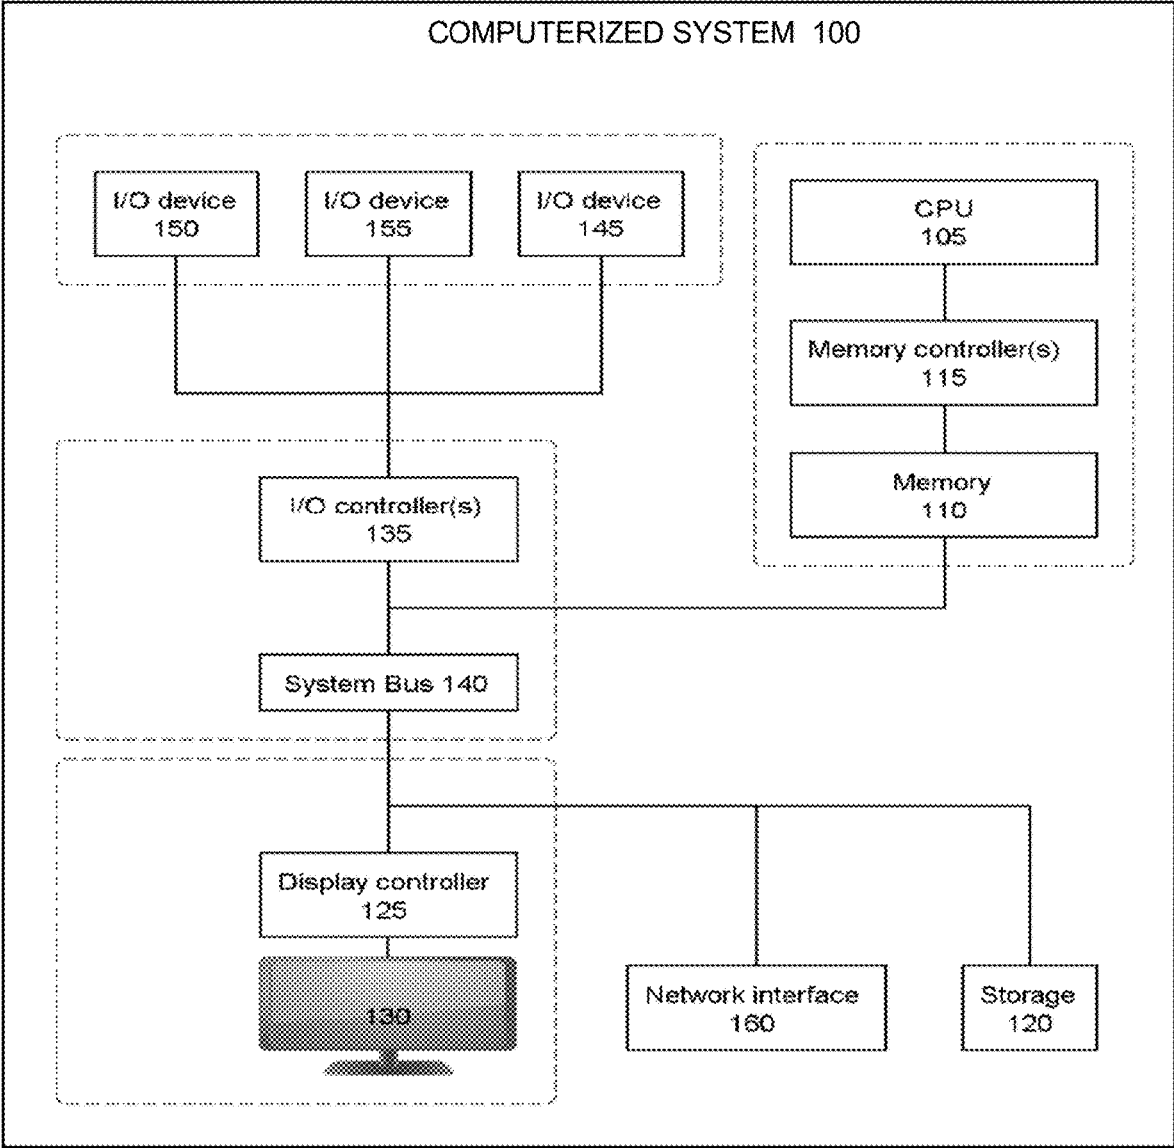 COMPUTERIZED SYSTEM 100
I/O device
150
I/O device
155
I/O device
145
CPU
105
Memory controller(s)
115
Memory
110
I/O controller(s)
135
System Bus 140
Display controller
125
130
Network interface
160
Storage
120